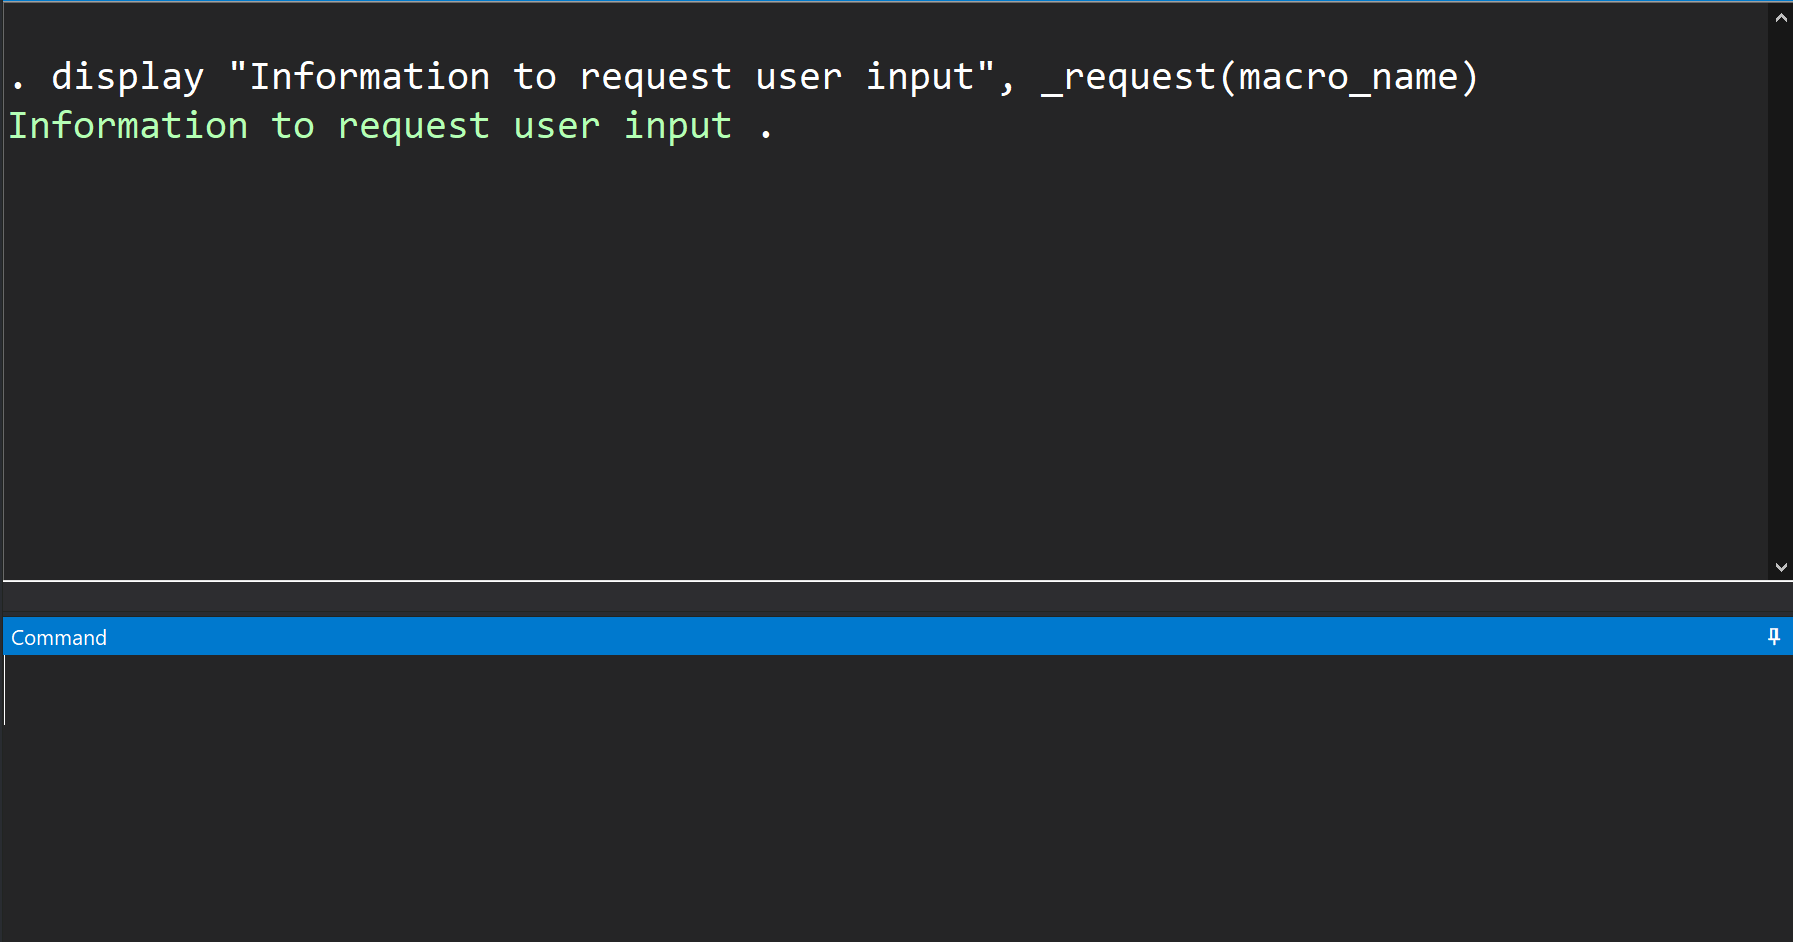 . display "Information to request user input", _request(macro_name)
Information to request user input .
Command